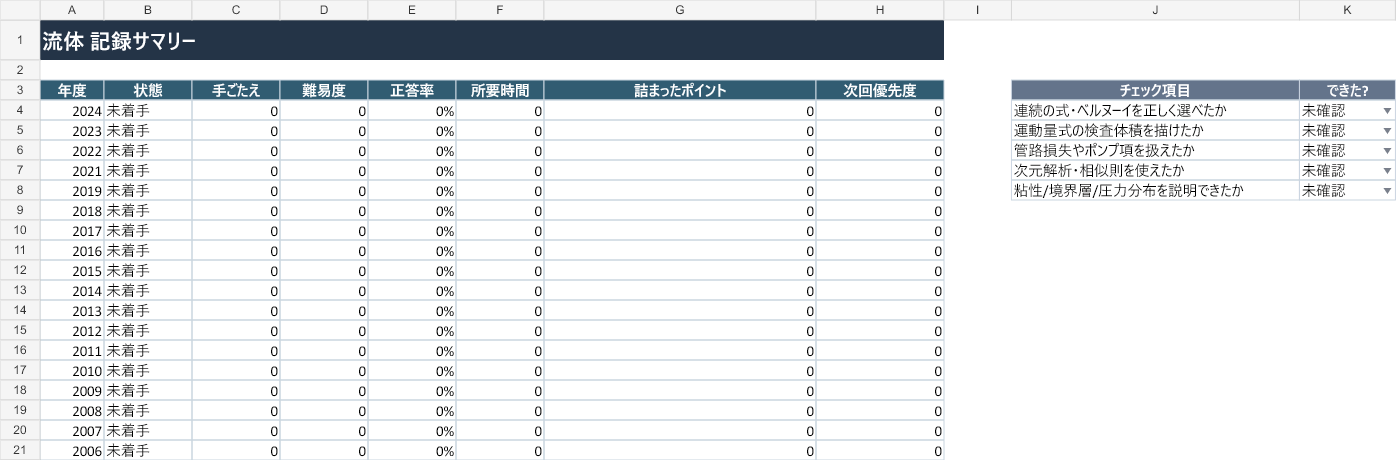 A B C D E F G H I J K
1 流体 記録サマリー
2
3 年度 状態 手ごたえ 難易度 正答率 所要時間 詰まったポイント 次回優先度 チェック項目 できた?
4 2024 未着手 0 0 0% 0 0 0 連続の式・ベルヌーイを正しく選べたか 未確認
5 2023 未着手 0 0 0% 0 0 0 運動量式の検査体積を描けたか 未確認
6 2022 未着手 0 0 0% 0 0 0 管路損失やポンプ項を扱えたか 未確認
7 2021 未着手 0 0 0% 0 0 0 次元解析・相似則を使えたか 未確認
8 2019 未着手 0 0 0% 0 0 0 粘性/境界層/圧力分布を説明できたか 未確認
9 2018 未着手 0 0 0% 0 0 0
10 2017 未着手 0 0 0% 0 0 0
11 2016 未着手 0 0 0% 0 0 0
12 2015 未着手 0 0 0% 0 0 0
13 2014 未着手 0 0 0% 0 0 0
14 2013 未着手 0 0 0% 0 0 0
15 2012 未着手 0 0 0% 0 0 0
16 2011 未着手 0 0 0% 0 0 0
17 2010 未着手 0 0 0% 0 0 0
18 2009 未着手 0 0 0% 0 0 0
19 2008 未着手 0 0 0% 0 0 0
20 2007 未着手 0 0 0% 0 0 0
21 2006 未着手 0 0 0% 0 0 0